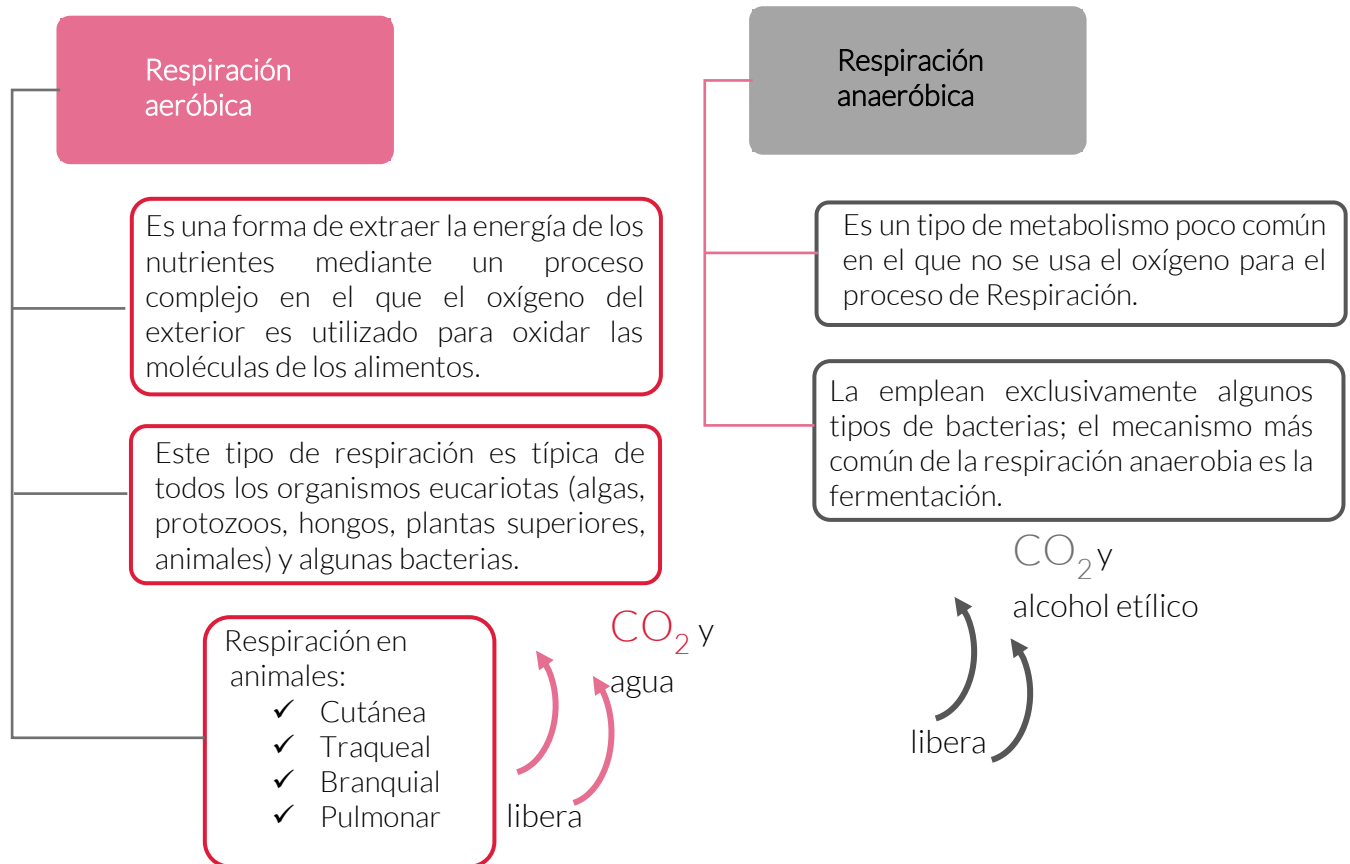 Respiración
aeróbica
Es una forma de extraer la energía de los
nutrientes mediante un proceso
complejo en el que el oxígeno del
exterior es utilizado para oxidar las
moléculas de los alimentos.
Este tipo de respiración es típica de
todos los organismos eucariotas (algas,
protozoos, hongos, plantas superiores,
animales) y algunas bacterias.
Respiración en
animales:
✓ Cutánea
✓ Traqueal
✓ Branquial
✓ Pulmonar
libera
CO₂ y
agua
Respiración
anaeróbica
Es un tipo de metabolismo poco común
en el que no se usa el oxígeno para el
proceso de Respiración.
La emplean exclusivamente algunos
tipos de bacterias; el mecanismo más
común de la respiración anaerobia es la
fermentación.
libera
CO₂ y
alcohol etílico